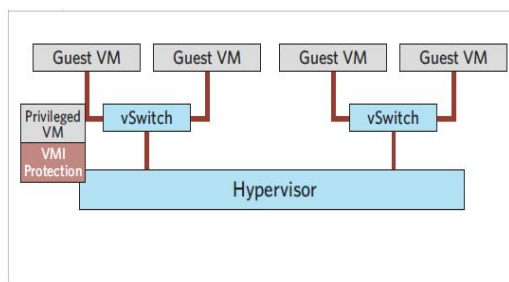 Guest VM
Guest VM
Guest VM
Guest VM
Privileged
VM
vSwitch
vSwitch
VMI
Protection
Hypervisor